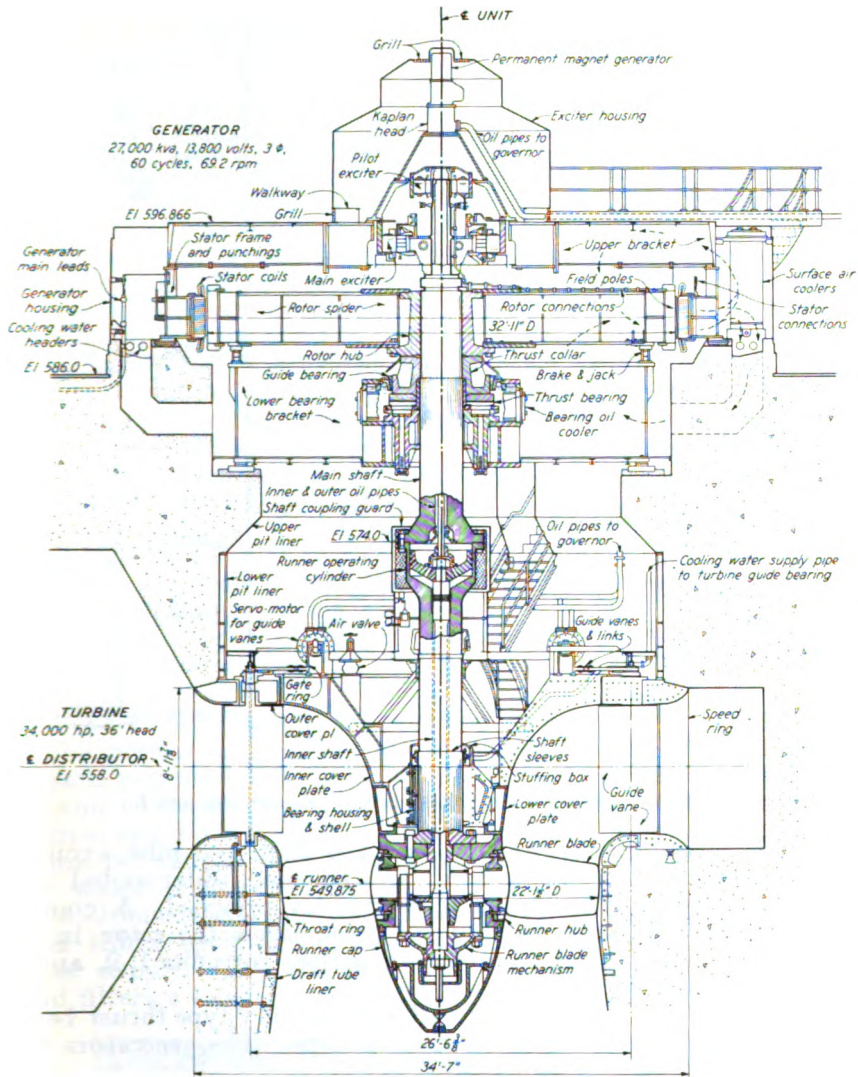 ℄ UNIT
Grill
Permanent magnet generator
Kaplan
head
Exciter housing
GENERATOR
27,000 kva, 13,800 volts, 3 Φ,
60 cycles, 69.2 rpm
Oil pipes to
governor
Pilot
exciter
Walkway
Grill
El 596.866
Stator frame
and punchings
Upper bracket
Generator
main leads
Stator coils
Main exciter
Field poles
Surface air
coolers
Generator
housing
Rotor spider
Rotor connections
Stator
connections
Cooling water
headers
32'-11" D
Rotor hub
Thrust collar
El 586.0
Guide bearing
Brake & jack
Lower bearing
bracket
Thrust bearing
Bearing oil
cooler
Main shaft
Inner & outer oil pipes
Shaft coupling guard
Upper
pit liner
El 574.0
Oil pipes to
governor
Runner operating
cylinder
Cooling water supply pipe
to turbine guide bearing
Lower
pit liner
Servo-motor
for guide
vanes
Air valve
Guide vanes
& links
Gate
ring
TURBINE
34,000 hp, 36' head
Outer
cover pl
Speed
ring
℄ DISTRIBUTOR
El 558.0
8'-11 3/8"
Inner shaft
Shaft
sleeves
Inner cover
plate
Stuffing box
Guide
vane
Bearing housing
& shell
Lower cover
plate
Runner blade
℄ runner
El 549.875
22'-1 1/2" D
Throat ring
Runner hub
Runner cap
Runner blade
mechanism
Draft tube
liner
26'-6 3/8"
34'-7"